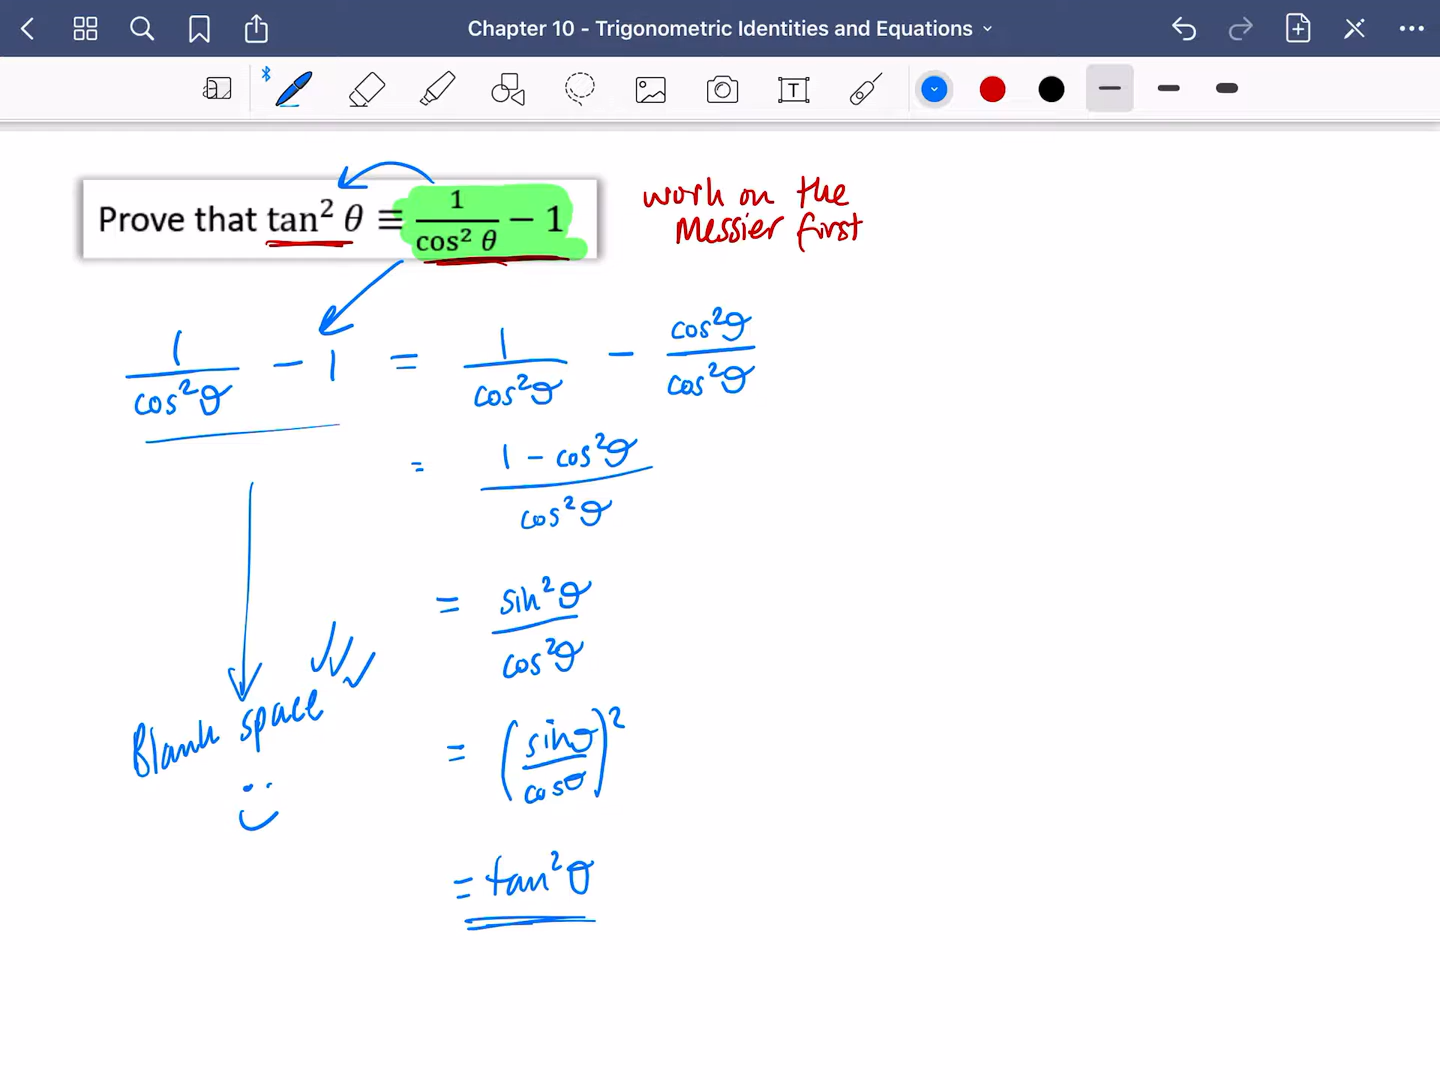 Chapter 10 - Trigonometric Identities and Equations
Prove that tan² θ ≡ 1/cos² θ − 1
work on the
Messier first
1/cos²θ − 1 = 1/cos²θ − cos²θ/cos²θ
= (1 − cos²θ)/cos²θ
= sin²θ/cos²θ
Blank space
= (sinθ/cosθ)²
= tan²θ